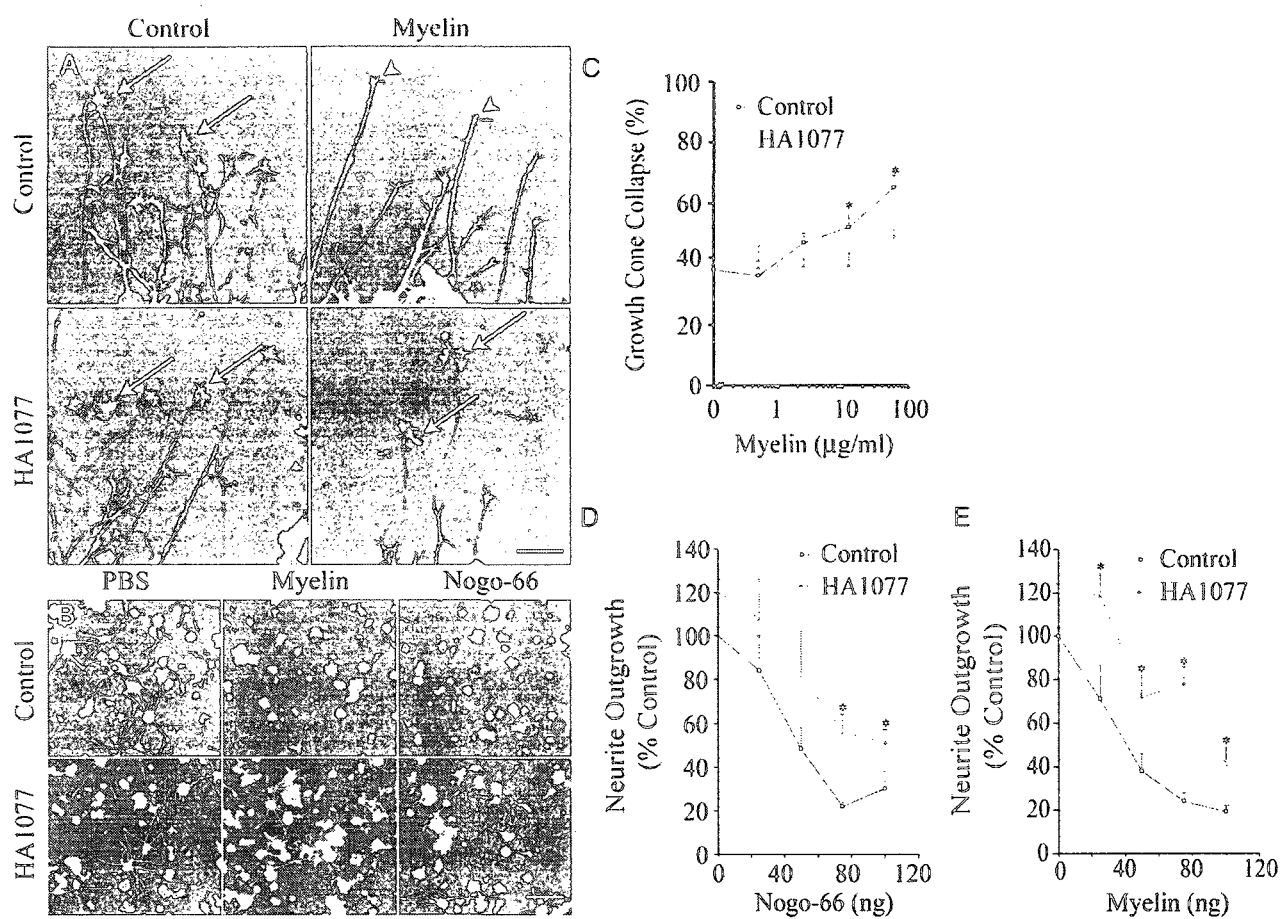 Control Myelin
A
Control
HA1077
PBS Myelin Nogo-66
B
Control
HA1077
C
Growth Cone Collapse (%)
100
80
60
40
20
0
Control
HA1077
* *
0 1 10 100
Myelin (µg/ml)
D
Neurite Outgrowth
(% Control)
140
120
100
80
60
40
20
0
Control
HA1077
* *
0 40 80 120
Nogo-66 (ng)
E
Neurite Outgrowth
(% Control)
140
120
100
80
60
40
20
0
Control
HA1077
* * * *
0 40 80 120
Myelin (ng)